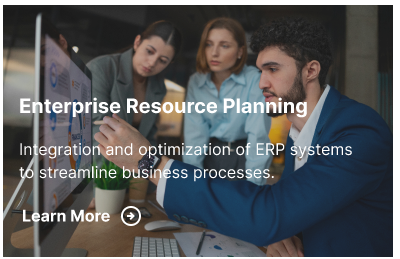 Enterprise Resource Planning
Integration and optimization of ERP systems
to streamline business processes.
Learn More